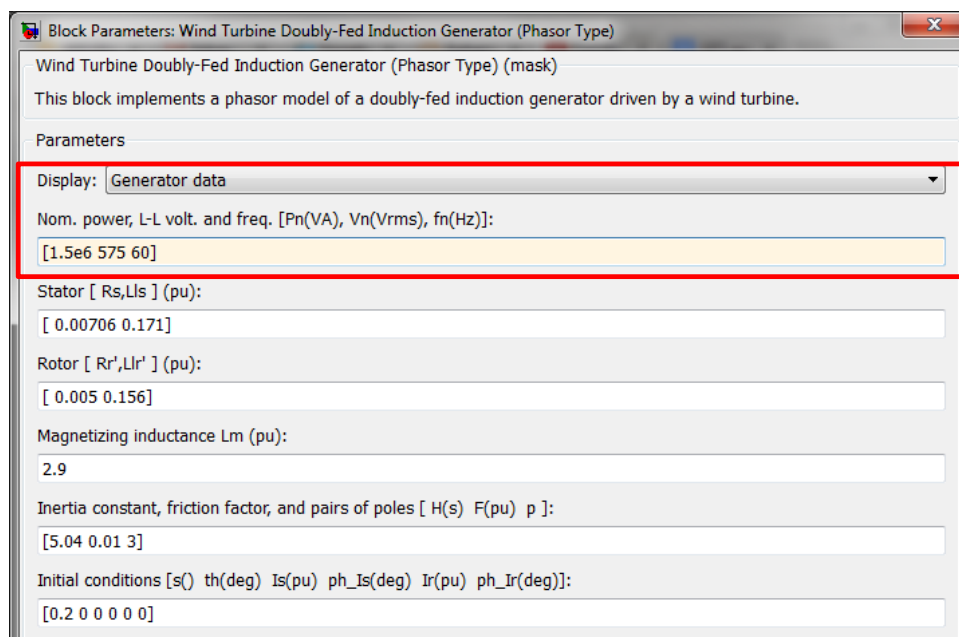 Block Parameters: Wind Turbine Doubly-Fed Induction Generator (Phasor Type)
Wind Turbine Doubly-Fed Induction Generator (Phasor Type) (mask)
This block implements a phasor model of a doubly-fed induction generator driven by a wind turbine.
Parameters
Display: Generator data
Nom. power, L-L volt. and freq. [Pn(VA), Vn(Vrms), fn(Hz)]:
[1.5e6 575 60]
Stator [ Rs,Lls ] (pu):
[ 0.00706 0.171]
Rotor [ Rr',Llr' ] (pu):
[ 0.005 0.156]
Magnetizing inductance Lm (pu):
2.9
Inertia constant, friction factor, and pairs of poles [ H(s)  F(pu)  p ]:
[5.04 0.01 3]
Initial conditions [s()  th(deg)  Is(pu)  ph_Is(deg)  Ir(pu)  ph_Ir(deg)]:
[0.2 0 0 0 0 0]